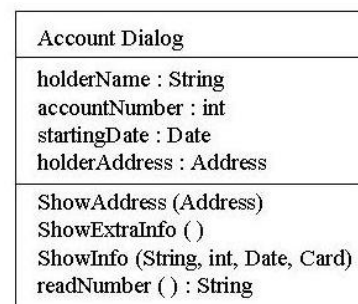 Account Dialog
holderName : String
accountNumber : int
startingDate : Date
holderAddress : Address
ShowAddress (Address)
ShowExtraInfo ( )
ShowInfo (String, int, Date, Card)
readNumber ( ) : String